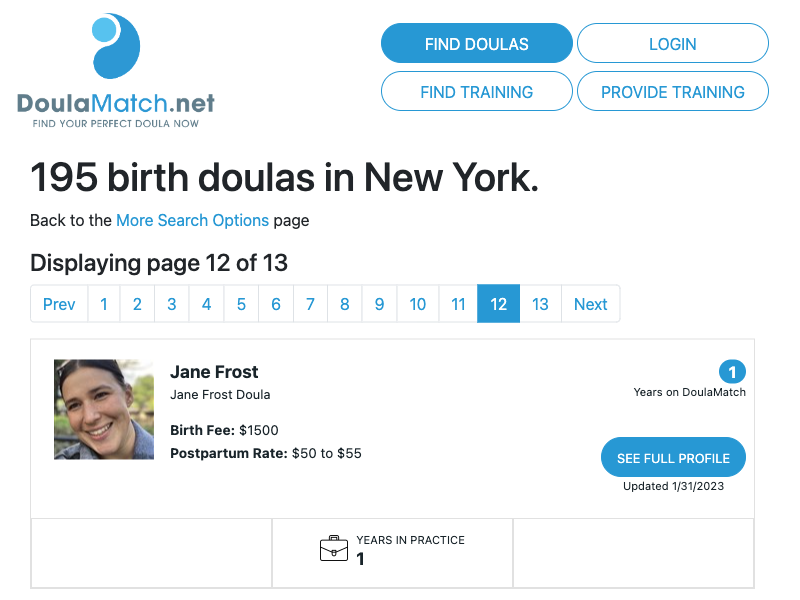 DoulaMatch.net
FIND YOUR PERFECT DOULA NOW
FIND DOULAS
LOGIN
FIND TRAINING
PROVIDE TRAINING
195 birth doulas in New York.
Back to the More Search Options page
Displaying page 12 of 13
Prev 1 2 3 4 5 6 7 8 9 10 11 12 13 Next
Jane Frost
Jane Frost Doula
Birth Fee: $1500
Postpartum Rate: $50 to $55
1
Years on DoulaMatch
SEE FULL PROFILE
Updated 1/31/2023
YEARS IN PRACTICE
1